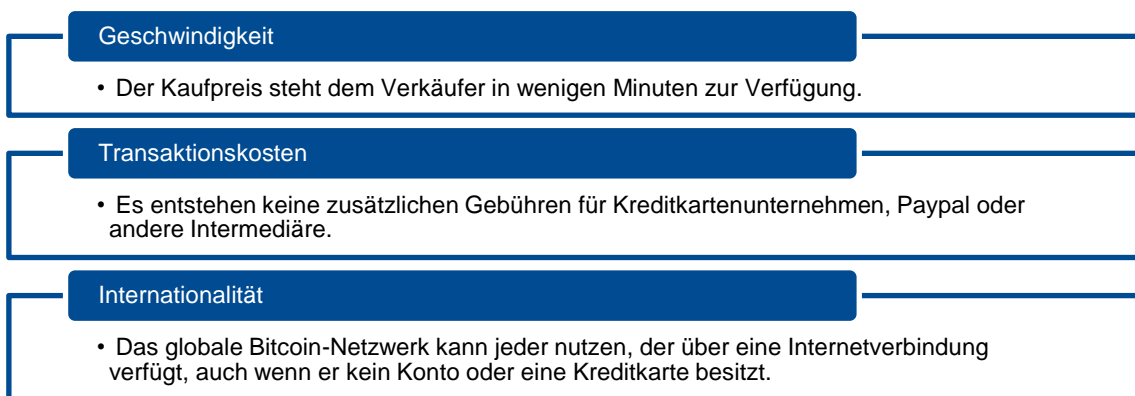 Geschwindigkeit
• Der Kaufpreis steht dem Verkäufer in wenigen Minuten zur Verfügung.
Transaktionskosten
• Es entstehen keine zusätzlichen Gebühren für Kreditkartenunternehmen, Paypal oder
andere Intermediäre.
Internationalität
• Das globale Bitcoin-Netzwerk kann jeder nutzen, der über eine Internetverbindung
verfügt, auch wenn er kein Konto oder eine Kreditkarte besitzt.